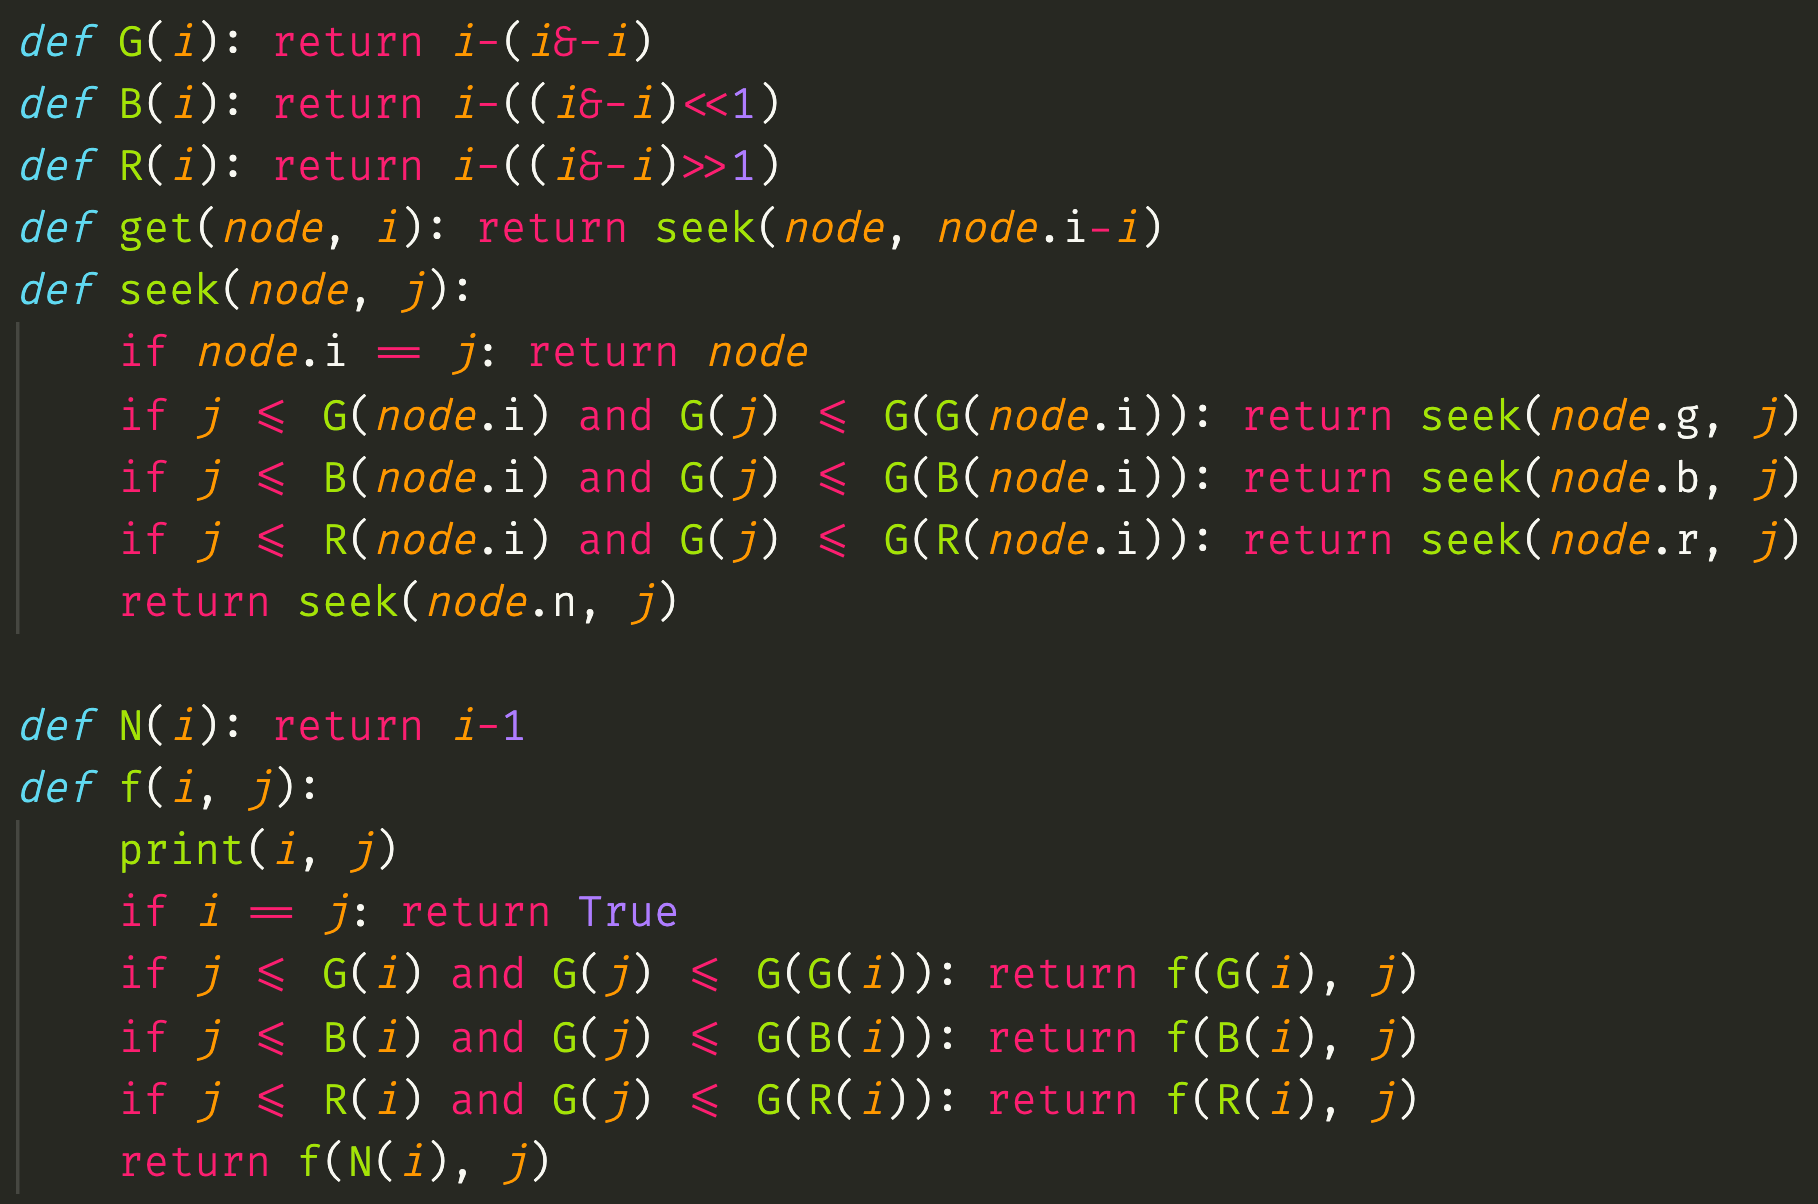 def G(i): return i-(i&-i)
def B(i): return i-((i&-i)<<1)
def R(i): return i-((i&-i)>>1)
def get(node, i): return seek(node, node.i-i)
def seek(node, j):
    if node.i == j: return node
    if j <= G(node.i) and G(j) <= G(G(node.i)): return seek(node.g, j)
    if j <= B(node.i) and G(j) <= G(B(node.i)): return seek(node.b, j)
    if j <= R(node.i) and G(j) <= G(R(node.i)): return seek(node.r, j)
    return seek(node.n, j)

def N(i): return i-1
def f(i, j):
    print(i, j)
    if i == j: return True
    if j <= G(i) and G(j) <= G(G(i)): return f(G(i), j)
    if j <= B(i) and G(j) <= G(B(i)): return f(B(i), j)
    if j <= R(i) and G(j) <= G(R(i)): return f(R(i), j)
    return f(N(i), j)